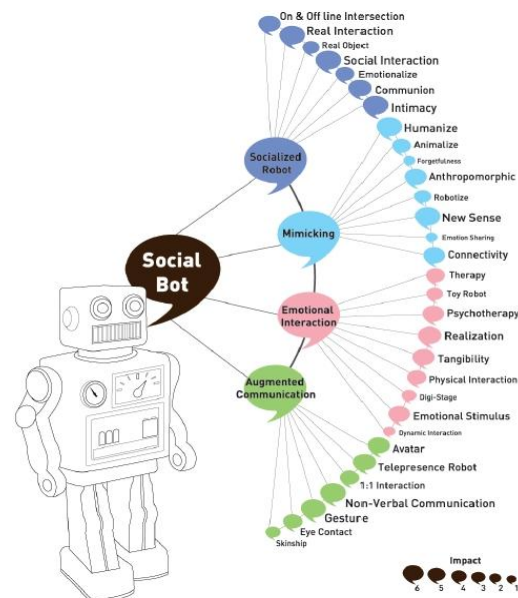 On & Off line Intersection
Real Interaction
Real Object
Social Interaction
Emotionalize
Communion
Intimacy
Humanize
Animalize
Forgetfulness
Anthropomorphic
Robotize
New Sense
Emotion Sharing
Connectivity
Therapy
Toy Robot
Psychotherapy
Realization
Tangibility
Physical Interaction
Digi-Stage
Emotional Stimulus
Dynamic Interaction
Avatar
Telepresence Robot
1:1 Interaction
Non-Verbal Communication
Gesture
Eye Contact
Skinship
Socialized
Robot
Mimicking
Emotional
Interaction
Augmented
Communication
Social
Bot
Impact
6 5 4 3 2 1